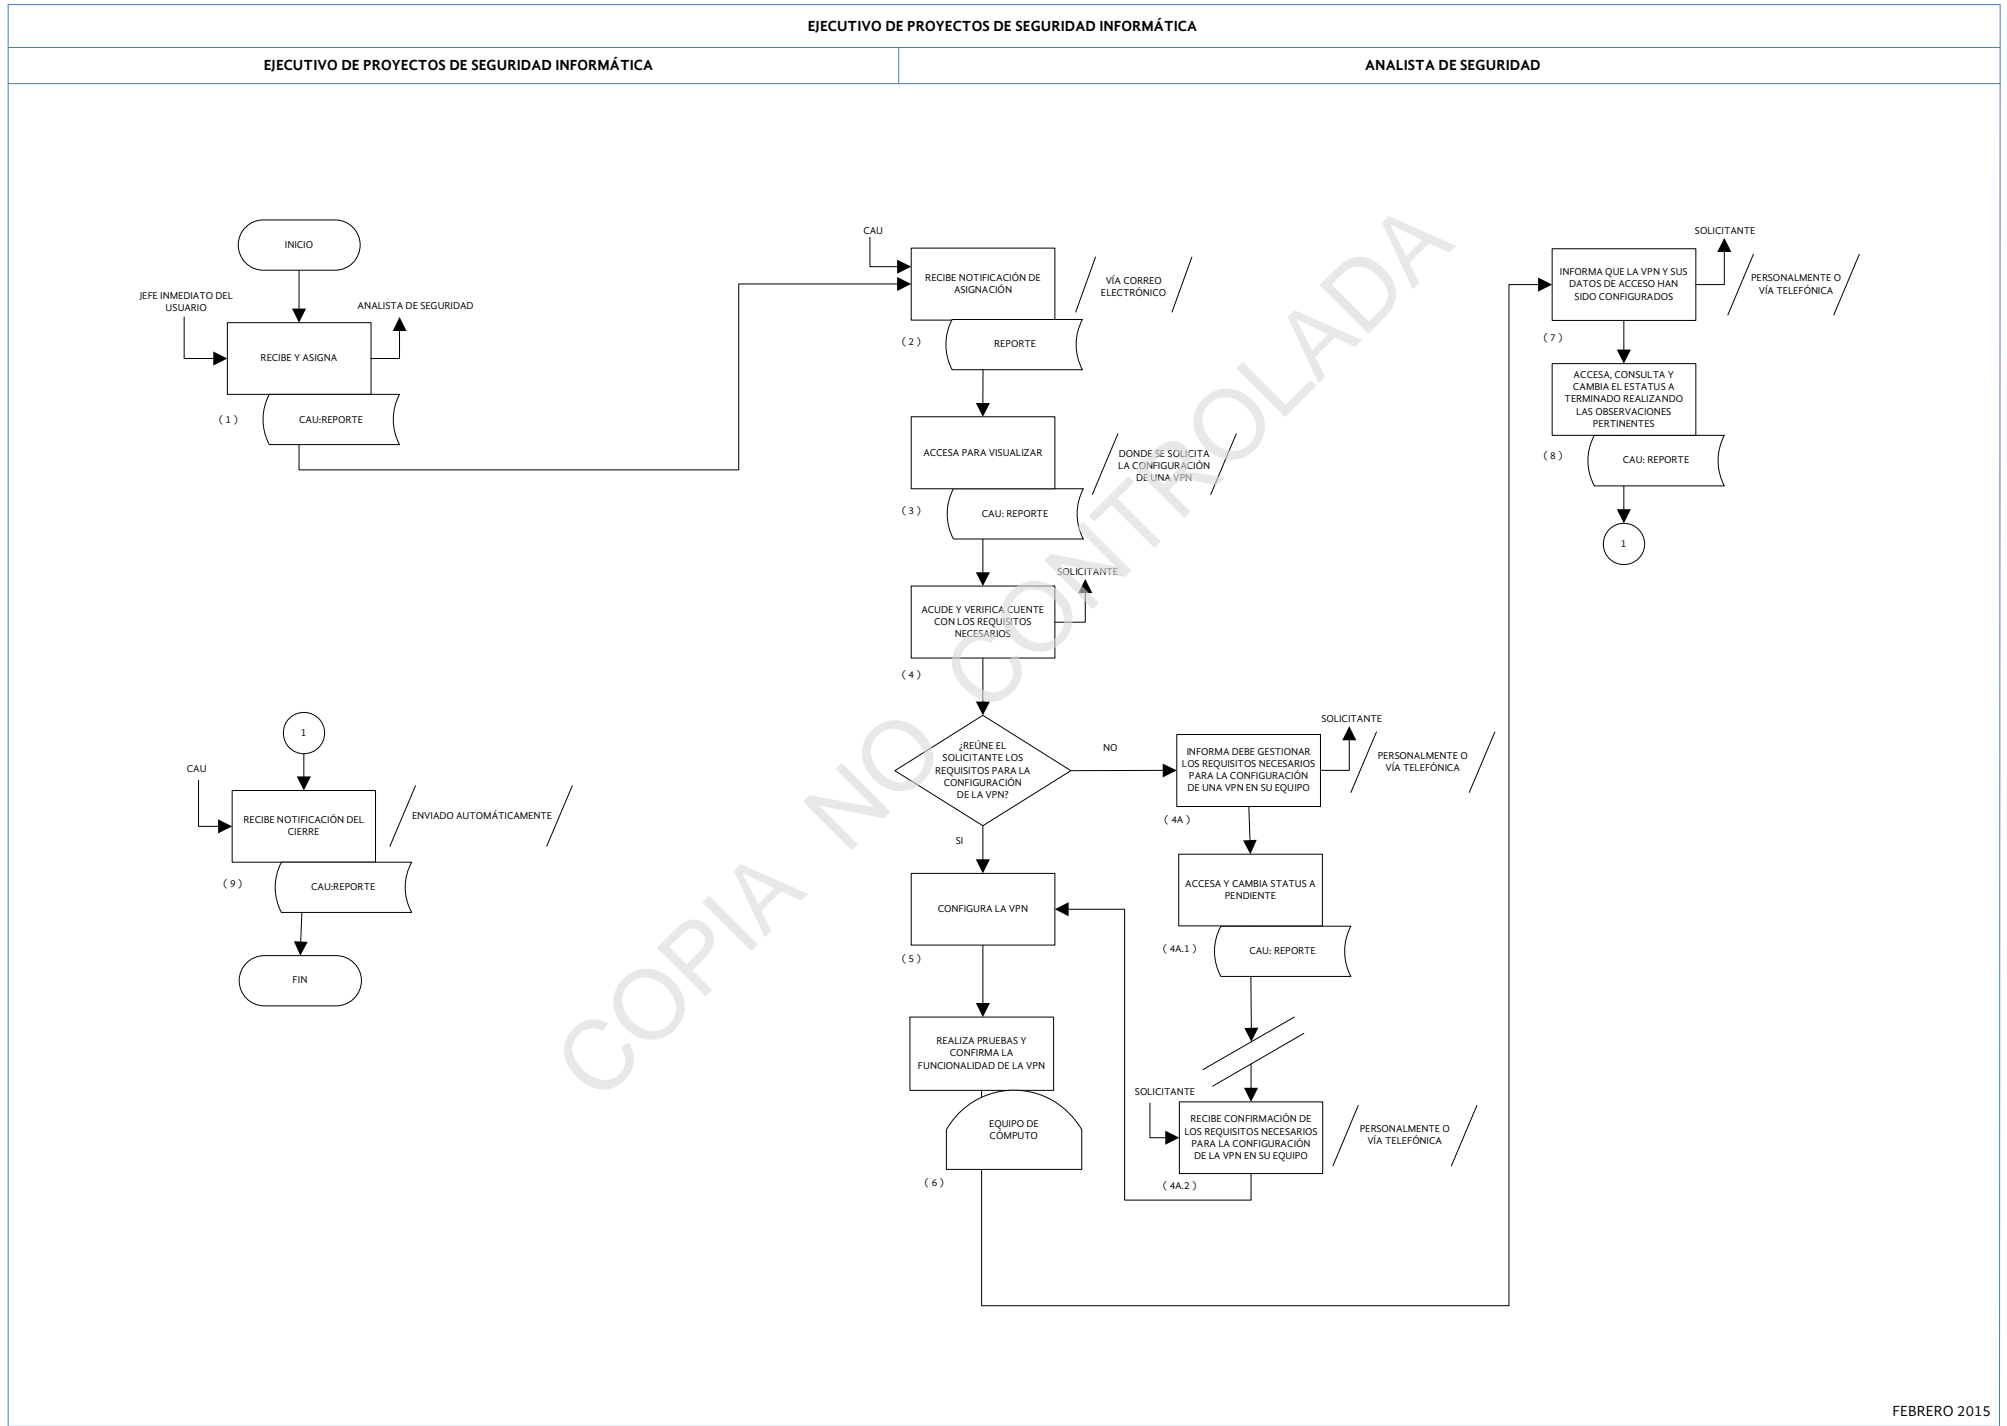 EJECUTIVO DE PROYECTOS DE SEGURIDAD INFORMÁTICA
EJECUTIVO DE PROYECTOS DE SEGURIDAD INFORMÁTICA
ANALISTA DE SEGURIDAD
INICIO
JEFE INMEDIATO DEL
USUARIO
ANALISTA DE SEGURIDAD
RECIBE Y ASIGNA
( 1 )
CAU:REPORTE
1
CAU
RECIBE NOTIFICACIÓN DEL
CIERRE
ENVIADO AUTOMÁTICAMENTE
( 9 )
CAU:REPORTE
FIN
CAU
RECIBE NOTIFICACIÓN DE
ASIGNACIÓN
VÍA CORREO
ELECTRÓNICO
( 2 )
REPORTE
ACCESA PARA VISUALIZAR
DONDE SE SOLICITA
LA CONFIGURACIÓN
DE UNA VPN
( 3 )
CAU: REPORTE
SOLICITANTE
ACUDE Y VERIFICA CUENTE
CON LOS REQUISITOS
NECESARIOS
( 4 )
¿REÚNE EL
SOLICITANTE LOS
REQUISITOS PARA LA
CONFIGURACIÓN
DE LA VPN?
NO
SI
CONFIGURA LA VPN
( 5 )
REALIZA PRUEBAS Y
CONFIRMA LA
FUNCIONALIDAD DE LA VPN
EQUIPO DE
CÓMPUTO
( 6 )
SOLICITANTE
INFORMA DEBE GESTIONAR
LOS REQUISITOS NECESARIOS
PARA LA CONFIGURACIÓN
DE UNA VPN EN SU EQUIPO
PERSONALMENTE O
VÍA TELEFÓNICA
( 4A )
ACCESA Y CAMBIA STATUS A
PENDIENTE
( 4A.1 )
CAU: REPORTE
SOLICITANTE
RECIBE CONFIRMACIÓN DE
LOS REQUISITOS NECESARIOS
PARA LA CONFIGURACIÓN
DE LA VPN EN SU EQUIPO
PERSONALMENTE O
VÍA TELEFÓNICA
( 4A.2 )
SOLICITANTE
INFORMA QUE LA VPN Y SUS
DATOS DE ACCESO HAN
SIDO CONFIGURADOS
PERSONALMENTE O
VÍA TELEFÓNICA
( 7 )
ACCESA, CONSULTA Y
CAMBIA EL ESTATUS A
TERMINADO REALIZANDO
LAS OBSERVACIONES
PERTINENTES
( 8 )
CAU: REPORTE
1
COPIA NO CONTROLADA
FEBRERO 2015